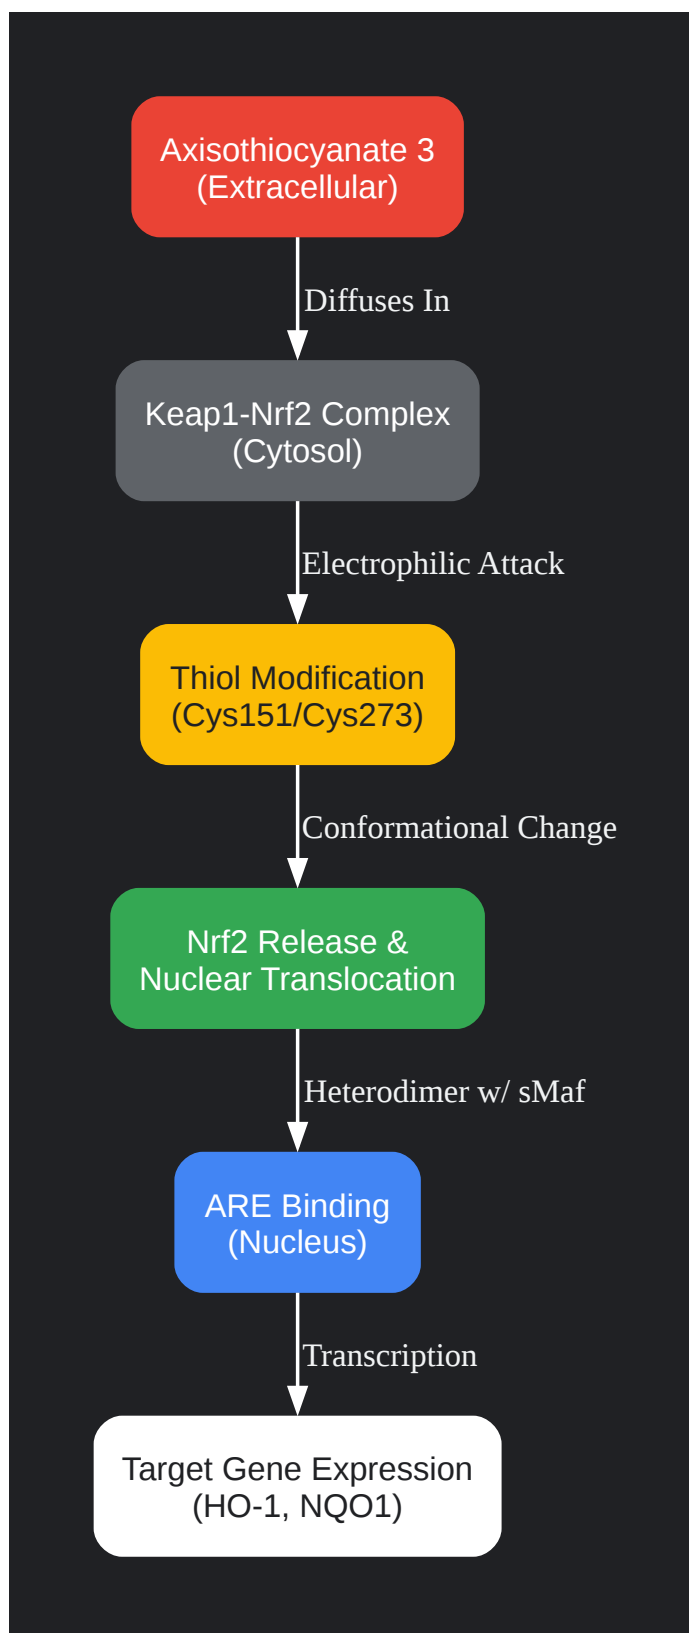 Axisothiocyanate 3
(Extracellular)
Diffuses In
Keap1-Nrf2 Complex
(Cytosol)
Electrophilic Attack
Thiol Modification
(Cys151/Cys273)
Conformational Change
Nrf2 Release &
Nuclear Translocation
Heterodimer w/ sMaf
ARE Binding
(Nucleus)
Transcription
Target Gene Expression
(HO-1, NQO1)